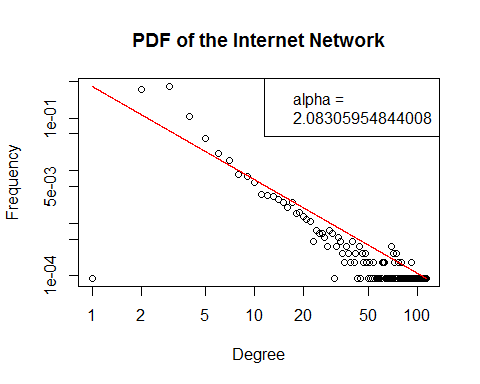 PDF of the Internet Network
alpha =
2.08305954844008
Frequency
1e-01
5e-03
1e-04
1 2 5 10 20 50 100
Degree